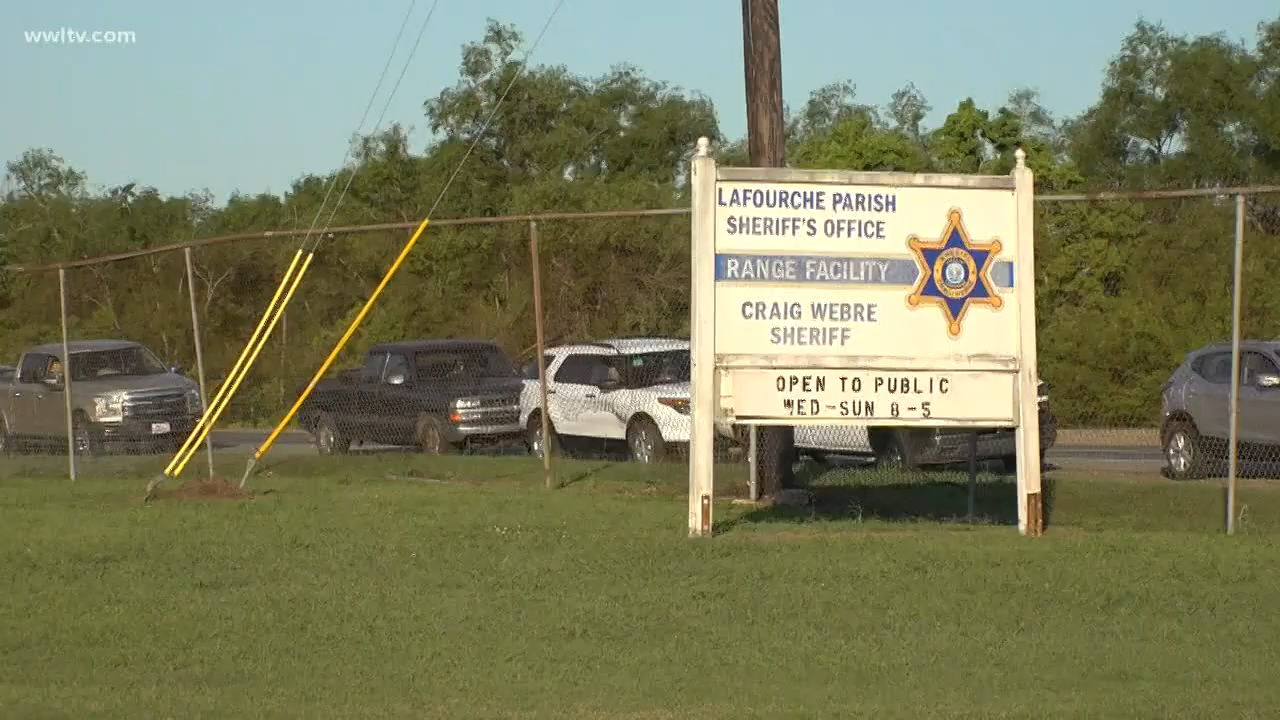 wwltv.com
LAFOURCHE PARISH
SHERIFF'S OFFICE
RANGE FACILITY
CRAIG WEBRE
SHERIFF
OPEN TO PUBLIC
WED-SUN 8-5